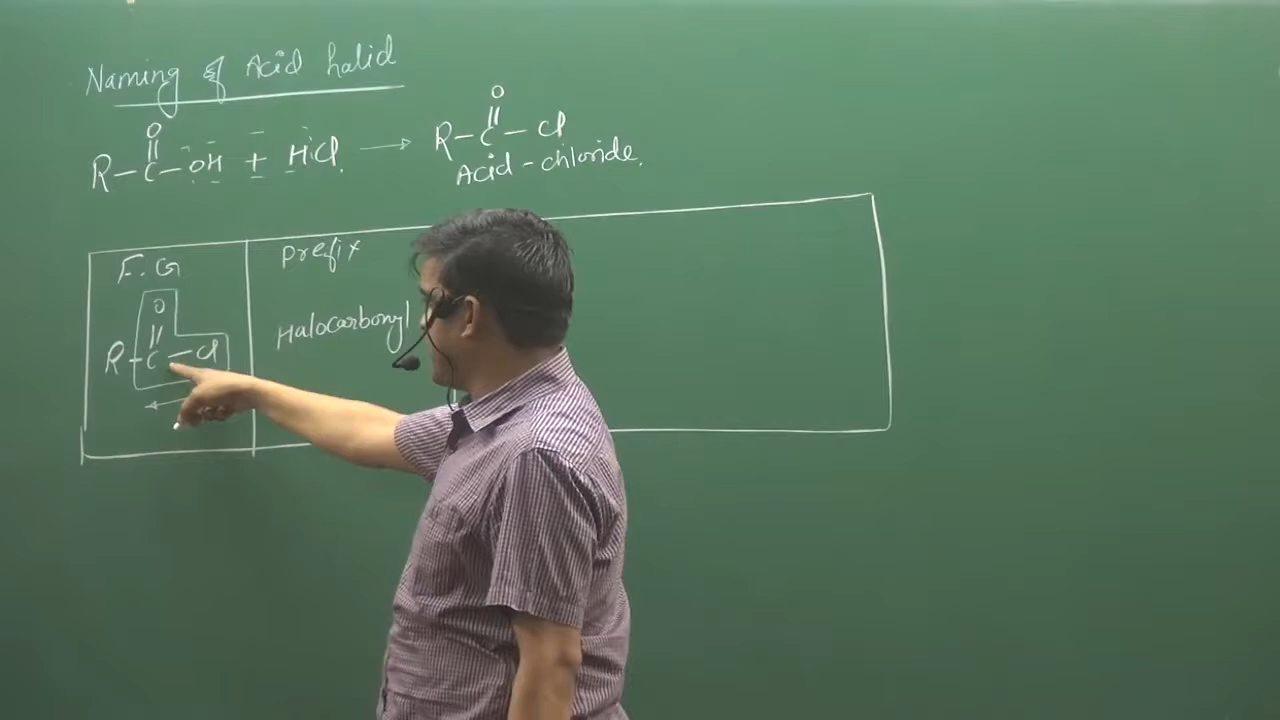 Naming of Acid halid
O
R-C-OH + HCl. → R-C-Cl
O
Acid-chloride.
F.G
Prefix
O
R-C-Cl
Halocarbonyl